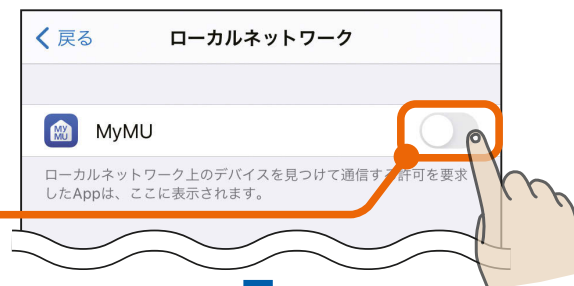 戻る
ローカルネットワーク
MY
MU
MyMU
ローカルネットワーク上のデバイスを見つけて通信する許可を要求
したAppは、ここに表示されます。